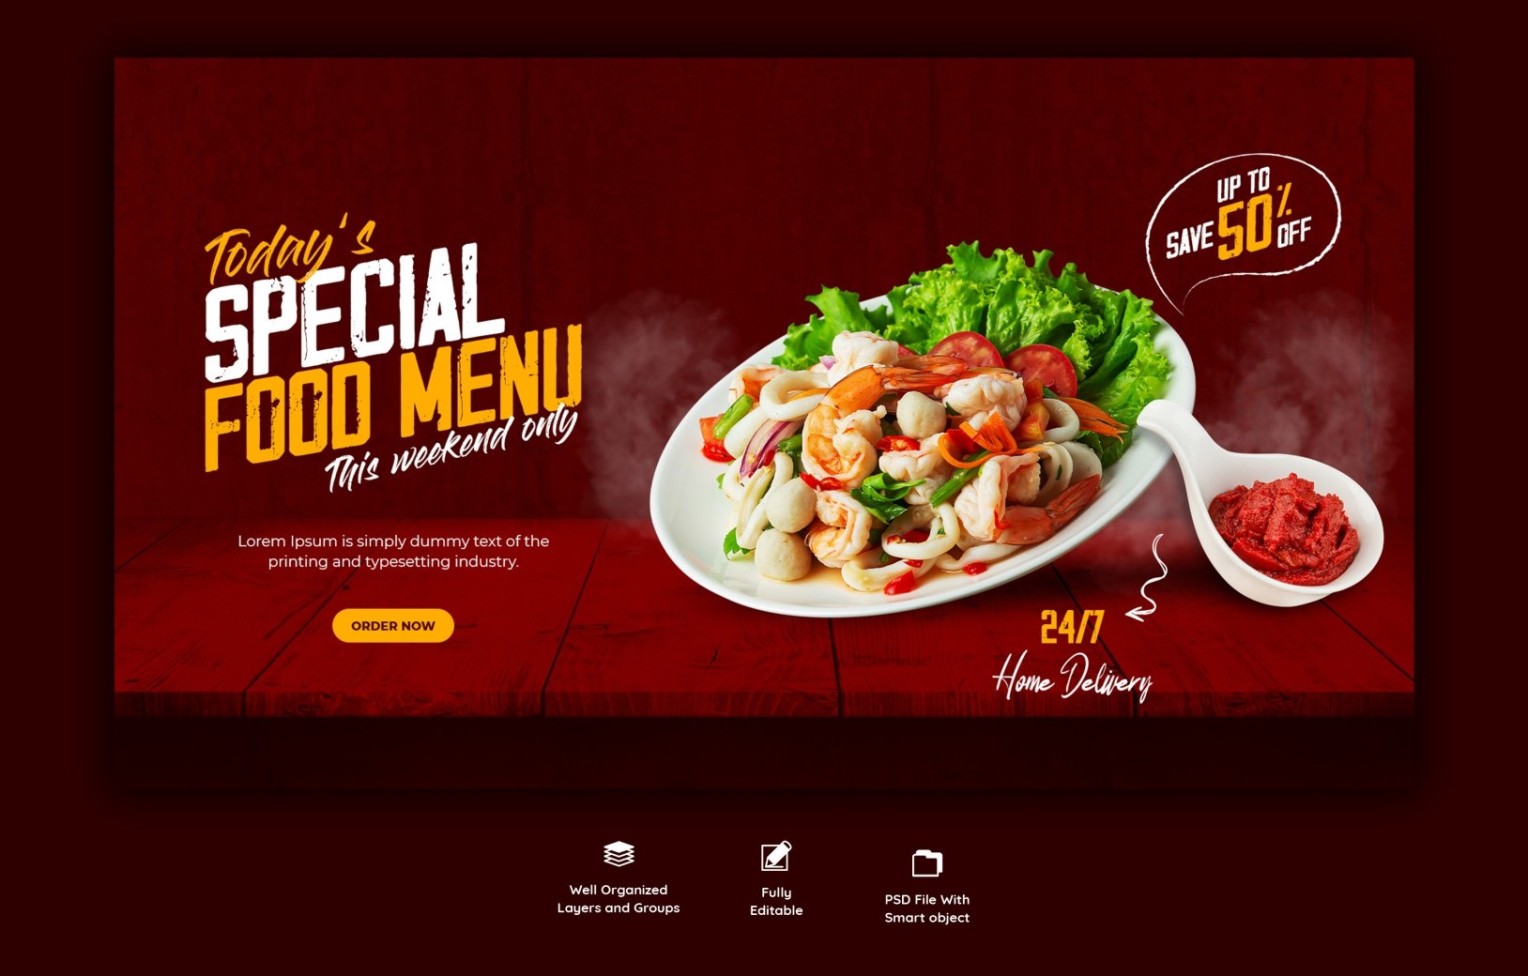 Today's
SPECIAL
FOOD MENU
This weekend only
Lorem Ipsum is simply dummy text of the
printing and typesetting industry.
ORDER NOW
UP TO
SAVE 50% OFF
24/7
Home Delivery
Well Organized
Layers and Groups
Fully
Editable
PSD File With
Smart object